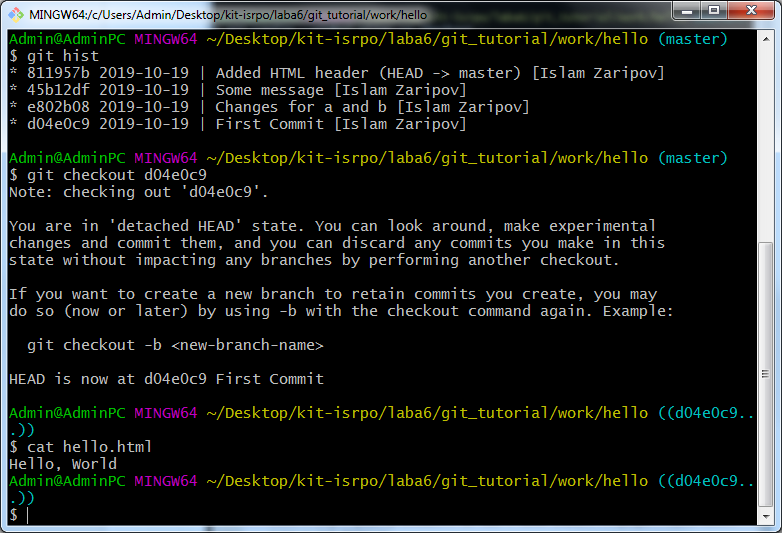 MINGW64:/c/Users/Admin/Desktop/kit-isrpo/laba6/git_tutorial/work/hello
Admin@AdminPC MINGW64 ~/Desktop/kit-isrpo/laba6/git_tutorial/work/hello (master)
$ git hist
* 811957b 2019-10-19 | Added HTML header (HEAD -> master) [Islam Zaripov]
* 45b12df 2019-10-19 | Some message [Islam Zaripov]
* e802b08 2019-10-19 | Changes for a and b [Islam Zaripov]
* d04e0c9 2019-10-19 | First Commit [Islam Zaripov]
Admin@AdminPC MINGW64 ~/Desktop/kit-isrpo/laba6/git_tutorial/work/hello (master)
$ git checkout d04e0c9
Note: checking out 'd04e0c9'.
You are in 'detached HEAD' state. You can look around, make experimental
changes and commit them, and you can discard any commits you make in this
state without impacting any branches by performing another checkout.
If you want to create a new branch to retain commits you create, you may
do so (now or later) by using -b with the checkout command again. Example:
git checkout -b <new-branch-name>
HEAD is now at d04e0c9 First Commit
Admin@AdminPC MINGW64 ~/Desktop/kit-isrpo/laba6/git_tutorial/work/hello ((d04e0c9..
.))
$ cat hello.html
Hello, World
Admin@AdminPC MINGW64 ~/Desktop/kit-isrpo/laba6/git_tutorial/work/hello ((d04e0c9..
.))
$